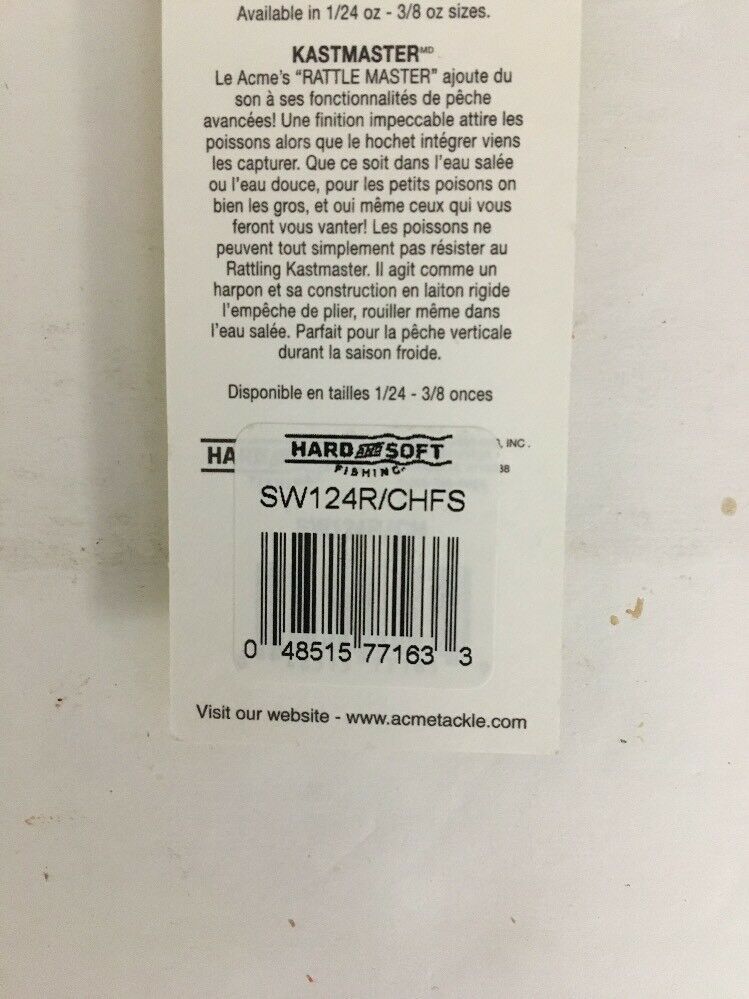 Available in 1/24 oz - 3/8 oz sizes.
KASTMASTER MD
Le Acme's “RATTLE MASTER” ajoute du
son à ses fonctionnalités de pêche
avancées! Une finition impeccable attire les
poissons alors que le hochet intégrer viens
les capturer. Que ce soit dans l'eau salée
ou l'eau douce, pour les petits poisons on
bien les gros, et oui même ceux qui vous
feront vous vanter! Les poissons ne
peuvent tout simplement pas résister au
Rattling Kastmaster. Il agit comme un
harpon et sa construction en laiton rigide
l'empêche de plier, rouiller même dans
l'eau salée. Parfait pour la pêche verticale
durant la saison froide.
Disponible en tailles 1/24 - 3/8 onces
HA
INC.
HARD AND SOFT
FISHING
SW124R/CHFS
0 48515 77163 3
Visit our website - www.acmetackle.com